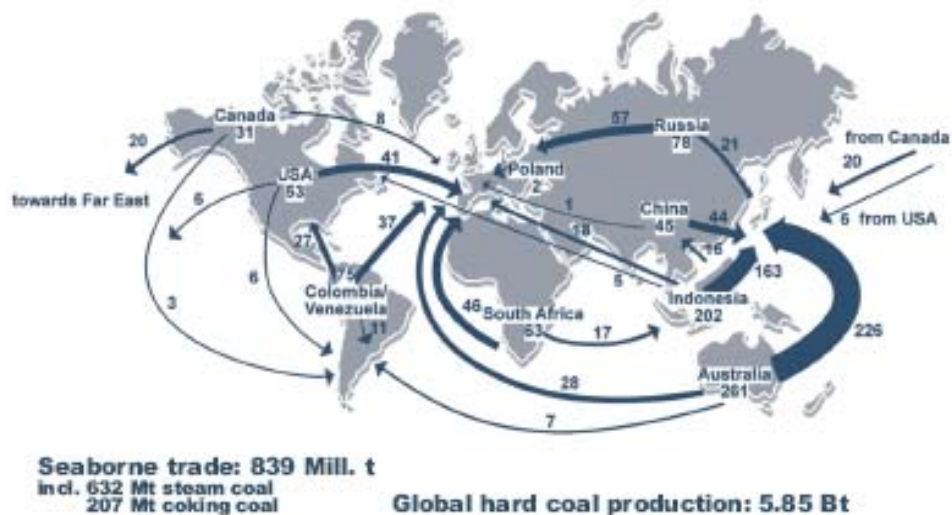 Canada
31
8
57
Russia
78
21
from Canada
20
20
41
Poland
2
USA
53
towards Far East
6
1
China
45
44
6 from USA
37
18
16
27
75
5
163
Colombia/
Venezuela
6
Indonesia
202
3
46
South Africa
63
17
11
226
Australia
261
28
7
Seaborne trade: 839 Mill. t
incl. 632 Mt steam coal
207 Mt coking coal
Global hard coal production: 5.85 Bt